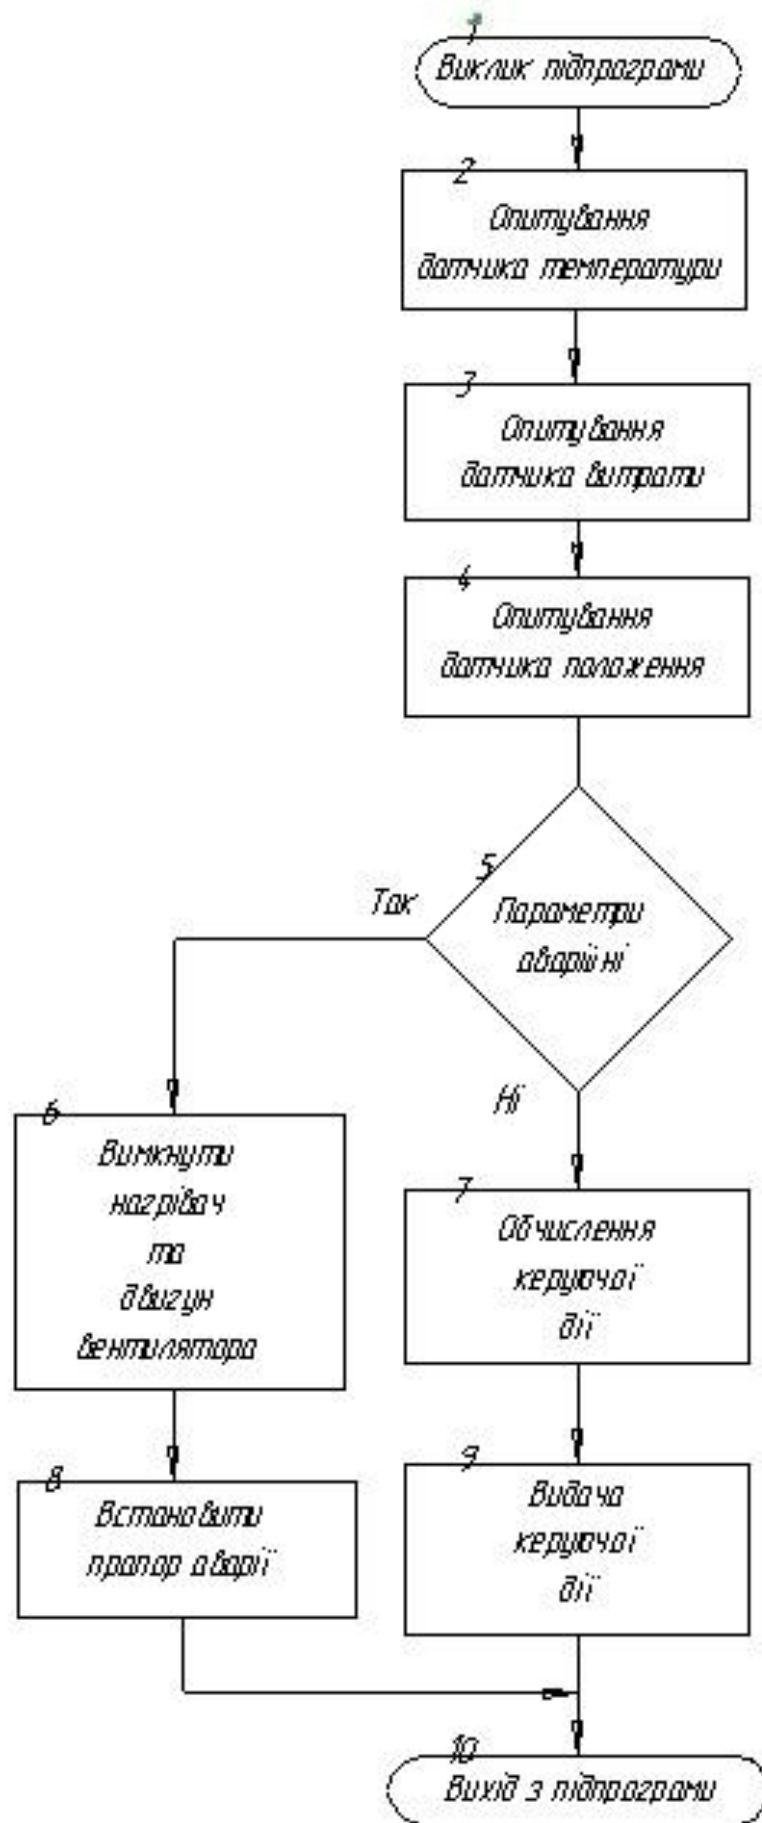 1
Виклик підпрограми
2
Опитування
датчика температури
3
Опитування
датчика витрати
4
Опитування
датчика положення
5
Так
Параметри
аварійні
Ні
6
Вимкнути
нагрівач
та
двигун
вентилятора
7
Обчислення
керуючої
дії
8
Встановити
прапор аварії
9
Видача
керуючої
дії
10
Вихід з підпрограми